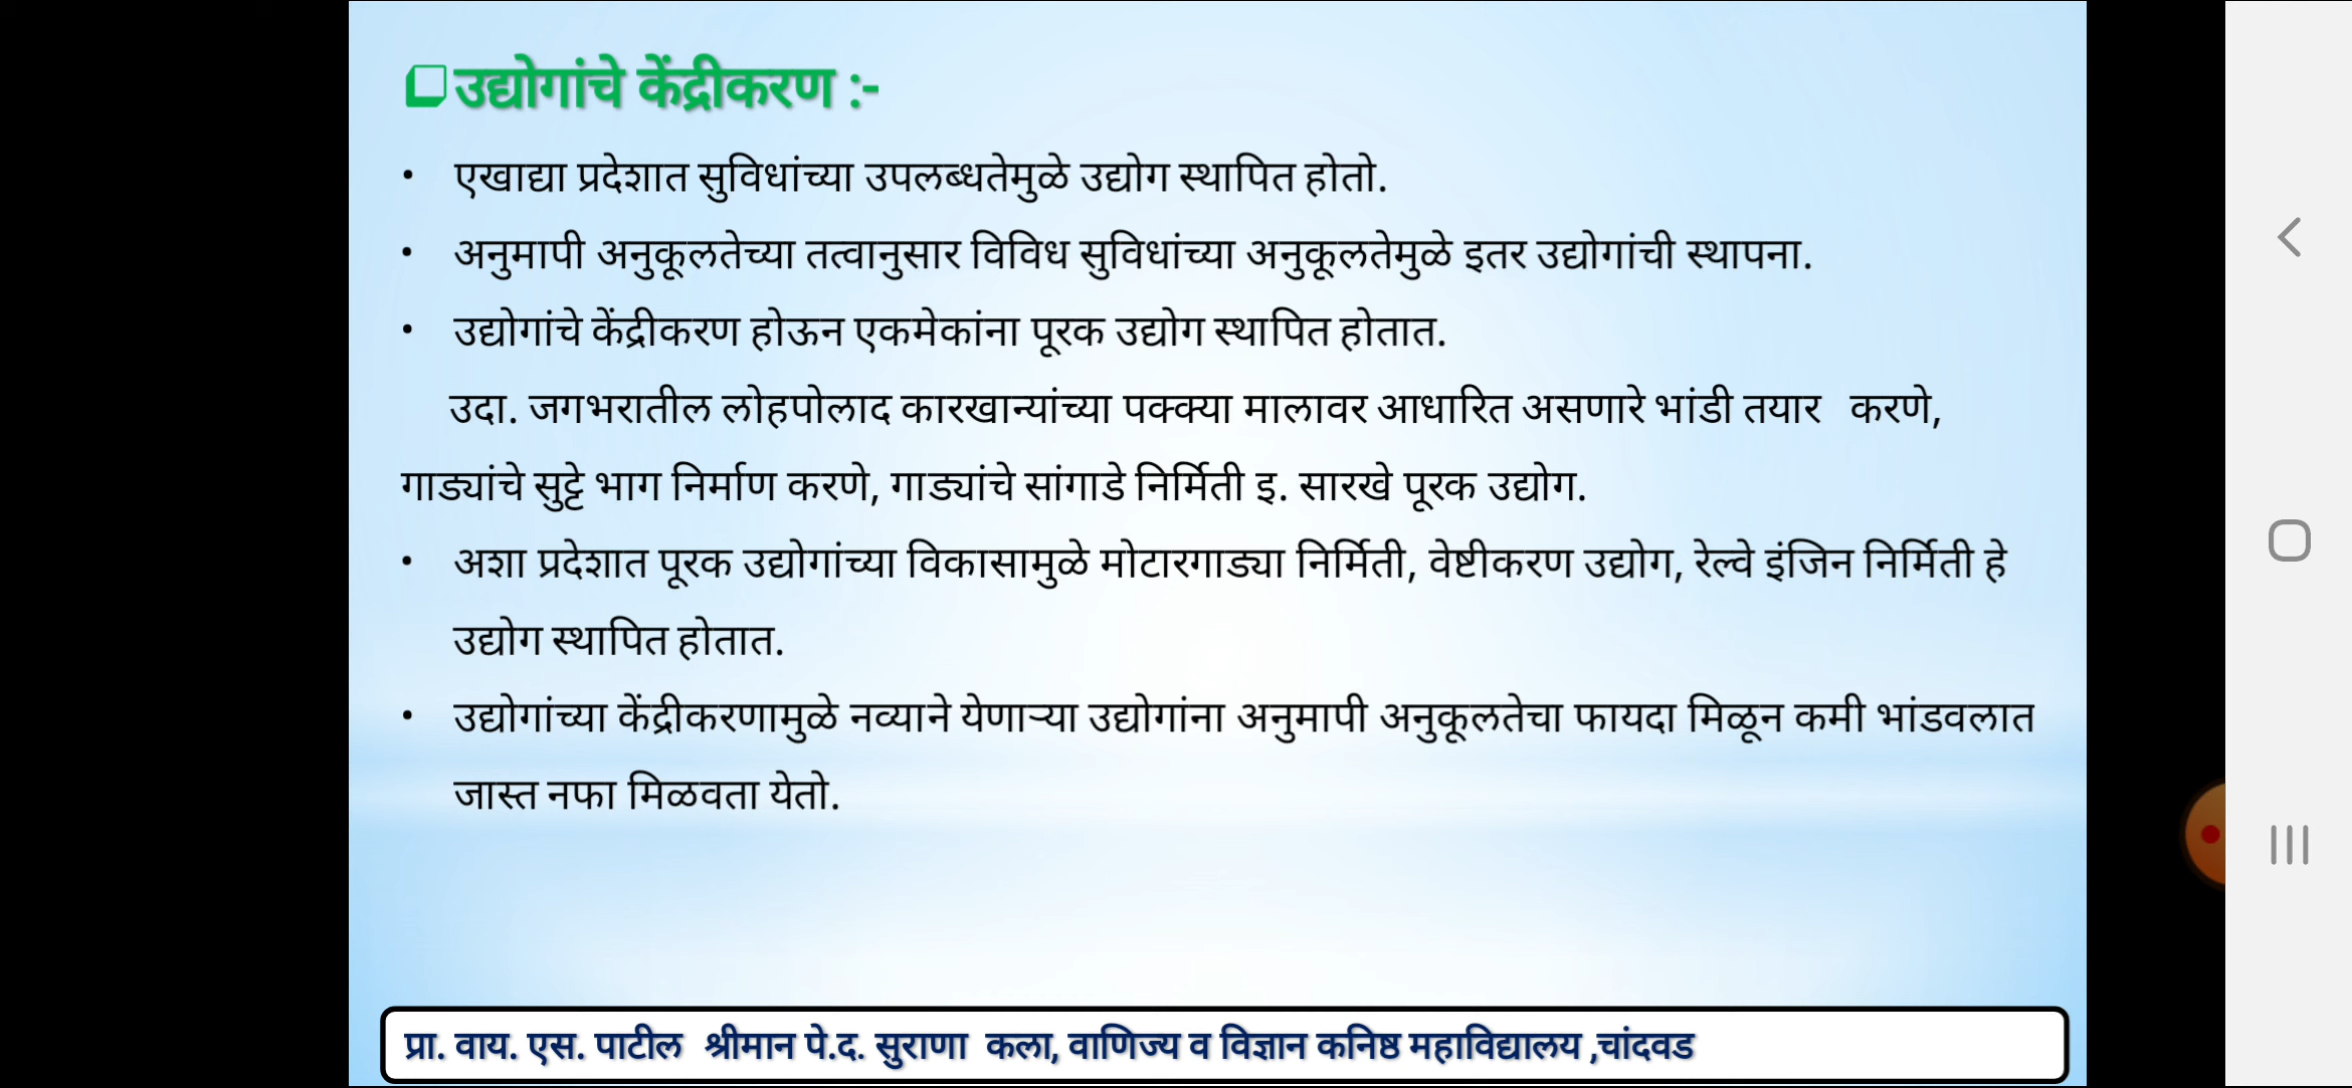 उद्योगांचे केंद्रीकरण :-
• एखाद्या प्रदेशात सुविधांच्या उपलब्धतेमुळे उद्योग स्थापित होतो.
• अनुमापी अनुकूलतेच्या तत्वानुसार विविध सुविधांच्या अनुकूलतेमुळे इतर उद्योगांची स्थापना.
• उद्योगांचे केंद्रीकरण होऊन एकमेकांना पूरक उद्योग स्थापित होतात.
उदा. जगभरातील लोहपोलाद कारखान्यांच्या पक्क्या मालावर आधारित असणारे भांडी तयार करणे,
गाड्यांचे सुट्टे भाग निर्माण करणे, गाड्यांचे सांगाडे निर्मिती इ. सारखे पूरक उद्योग.
• अशा प्रदेशात पूरक उद्योगांच्या विकासामुळे मोटारगाड्या निर्मिती, वेष्टीकरण उद्योग, रेल्वे इंजिन निर्मिती हे
उद्योग स्थापित होतात.
• उद्योगांच्या केंद्रीकरणामुळे नव्याने येणाऱ्या उद्योगांना अनुमापी अनुकूलतेचा फायदा मिळून कमी भांडवलात
जास्त नफा मिळवता येतो.
प्रा. वाय. एस. पाटील श्रीमान पे.द. सुराणा कला, वाणिज्य व विज्ञान कनिष्ठ महाविद्यालय ,चांदवड